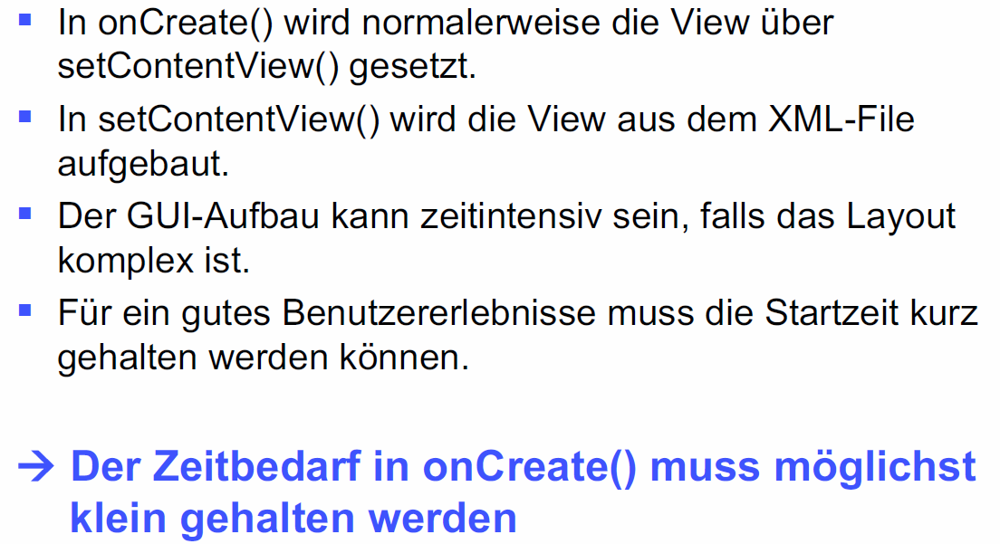 ▪ In onCreate() wird normalerweise die View über
setContentView() gesetzt.
▪ In setContentView() wird die View aus dem XML-File
aufgebaut.
▪ Der GUI-Aufbau kann zeitintensiv sein, falls das Layout
komplex ist.
▪ Für ein gutes Benutzererlebnisse muss die Startzeit kurz
gehalten werden können.
→ Der Zeitbedarf in onCreate() muss möglichst
klein gehalten werden